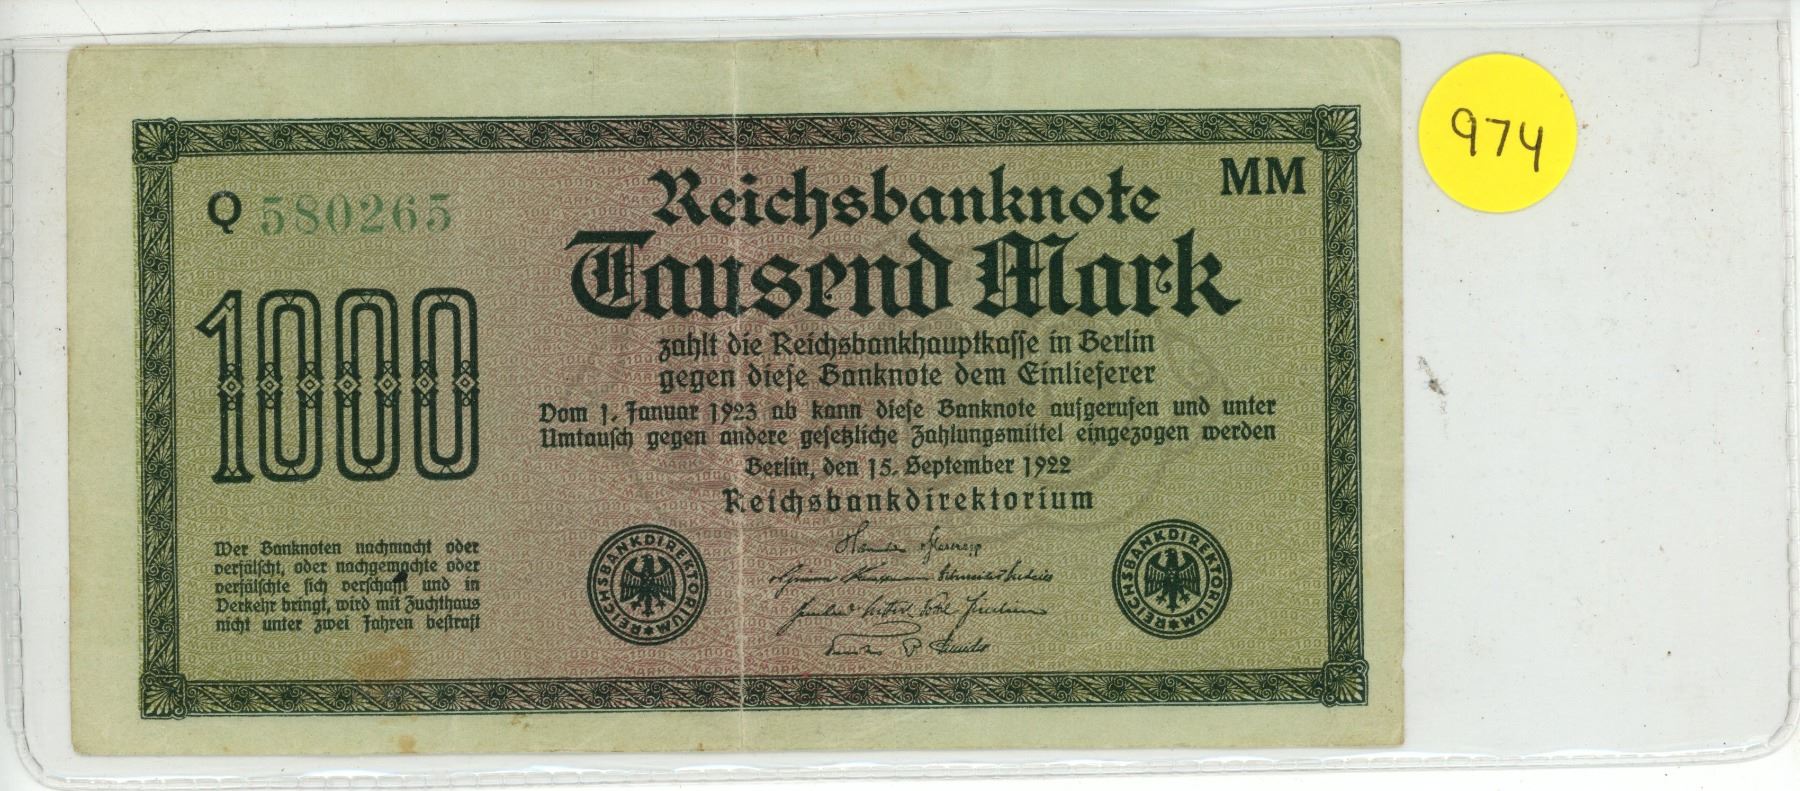 974
MM
Q 580265
Reichsbanknote
Tausend Mark
1000
zahlt die Reichsbankhauptkasse in Berlin
gegen diese Banknote dem Einlieferer
Vom 1. Januar 1923 ab kann diese Banknote aufgerufen und unter
Umtausch gegen andere gesetzliche Zahlungsmittel eingezogen werden
Berlin, den 15. September 1922
Reichsbankdirektorium
Wer Banknoten nachmacht oder
verfälscht, oder nachgemachte oder
verfälschte sich verschafft und in
Verkehr bringt, wird mit Zuchthaus
nicht unter zwei Jahren bestraft
REICHSBANKDIREKTORIUM
REICHSBANKDIREKTORIUM